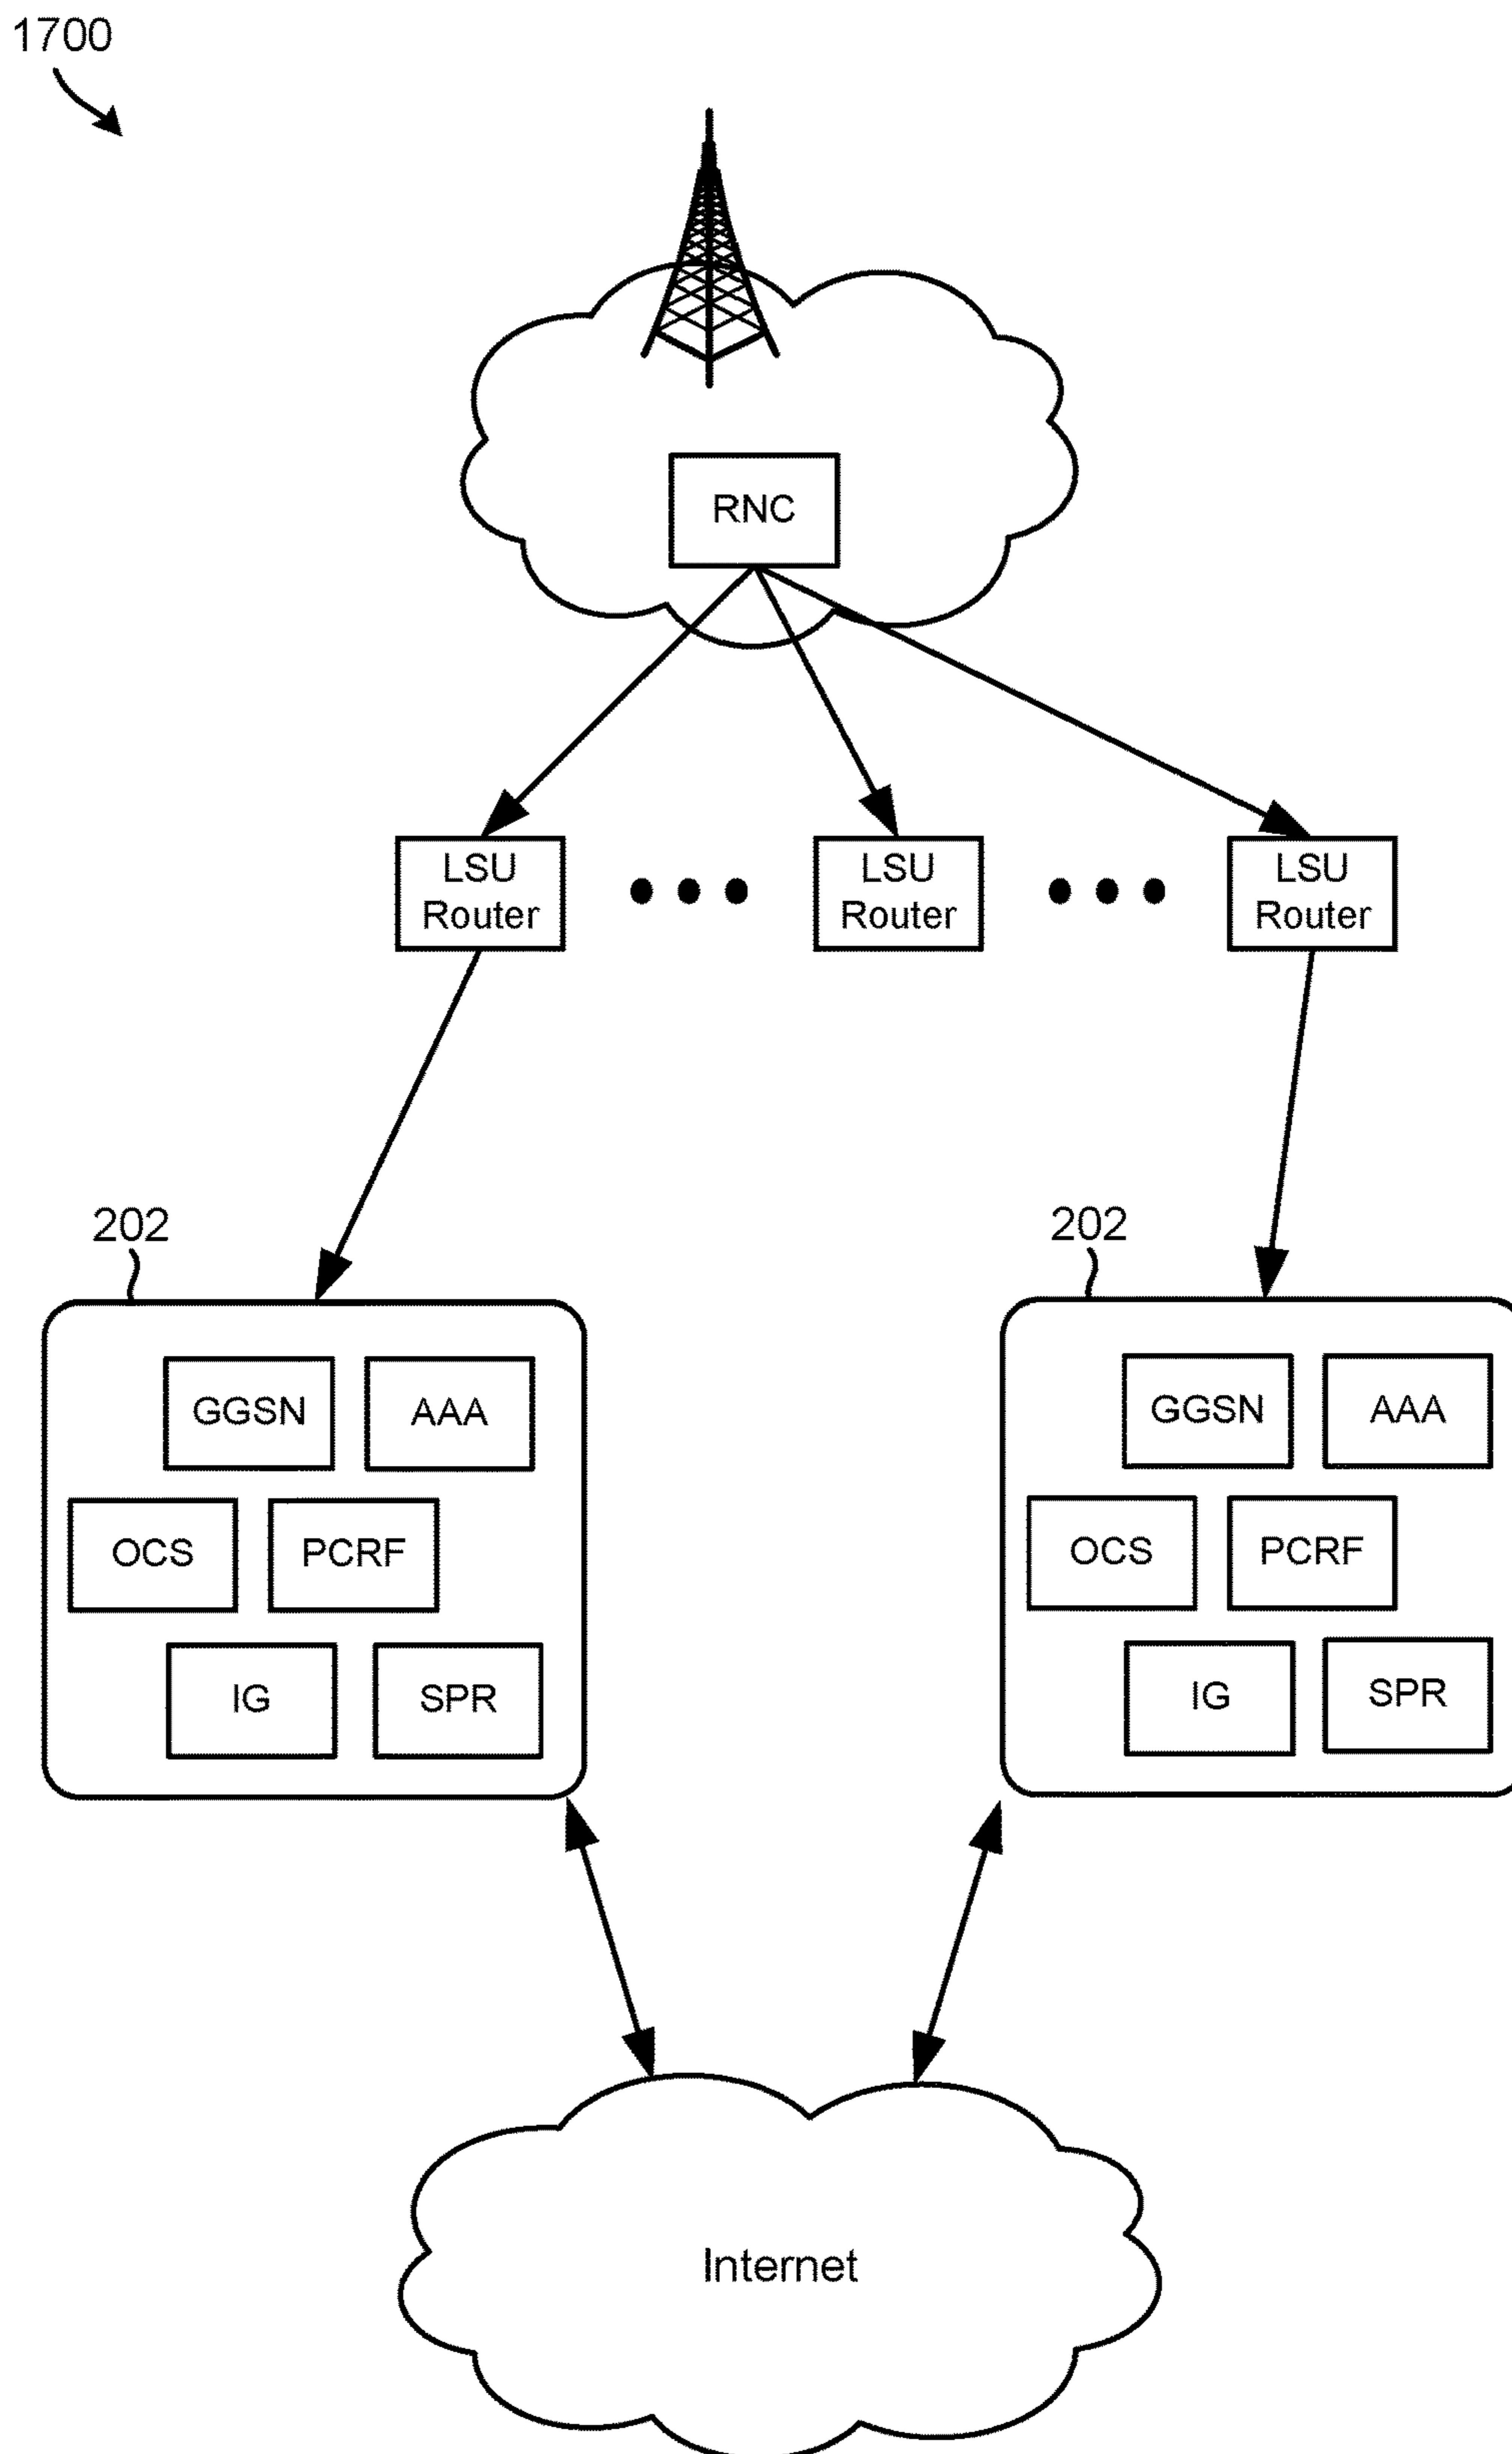 1700
RNC
LSU
Router
LSU
Router
LSU
Router
202
202
GGSN
AAA
OCS
PCRF
IG
SPR
GGSN
AAA
OCS
PCRF
IG
SPR
Internet